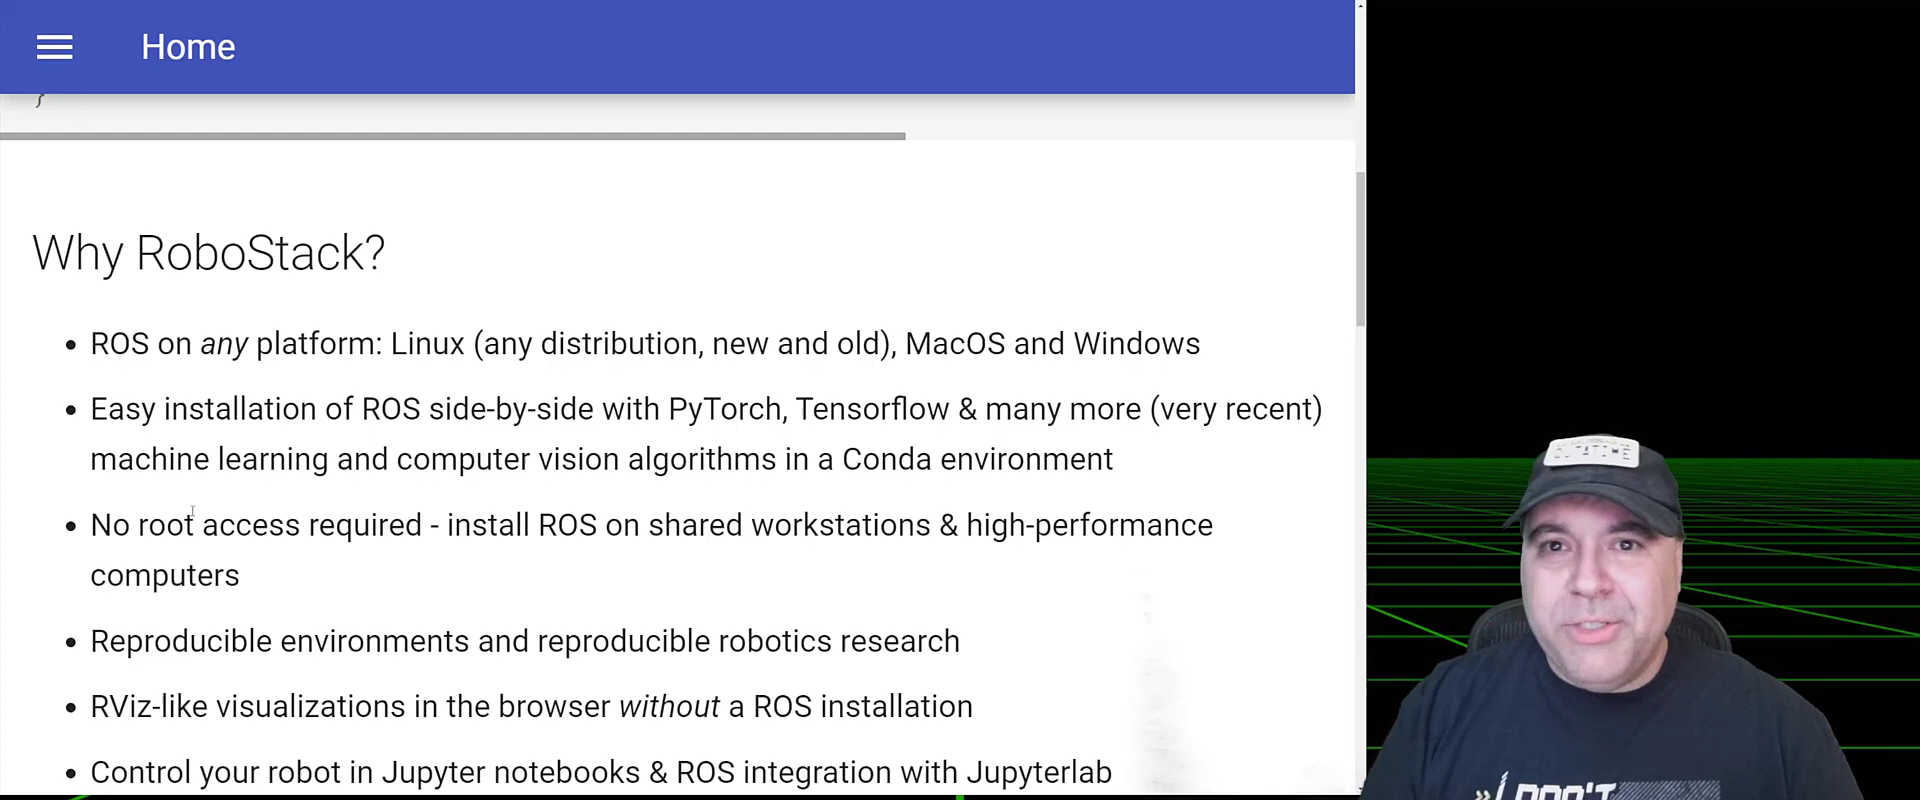 Home
}
Why RoboStack?
• ROS on any platform: Linux (any distribution, new and old), MacOS and Windows
• Easy installation of ROS side-by-side with PyTorch, Tensorflow & many more (very recent)
machine learning and computer vision algorithms in a Conda environment
• No root access required - install ROS on shared workstations & high-performance
computers
• Reproducible environments and reproducible robotics research
• RViz-like visualizations in the browser without a ROS installation
• Control your robot in Jupyter notebooks & ROS integration with Jupyterlab
OUTATIME
I DON'T